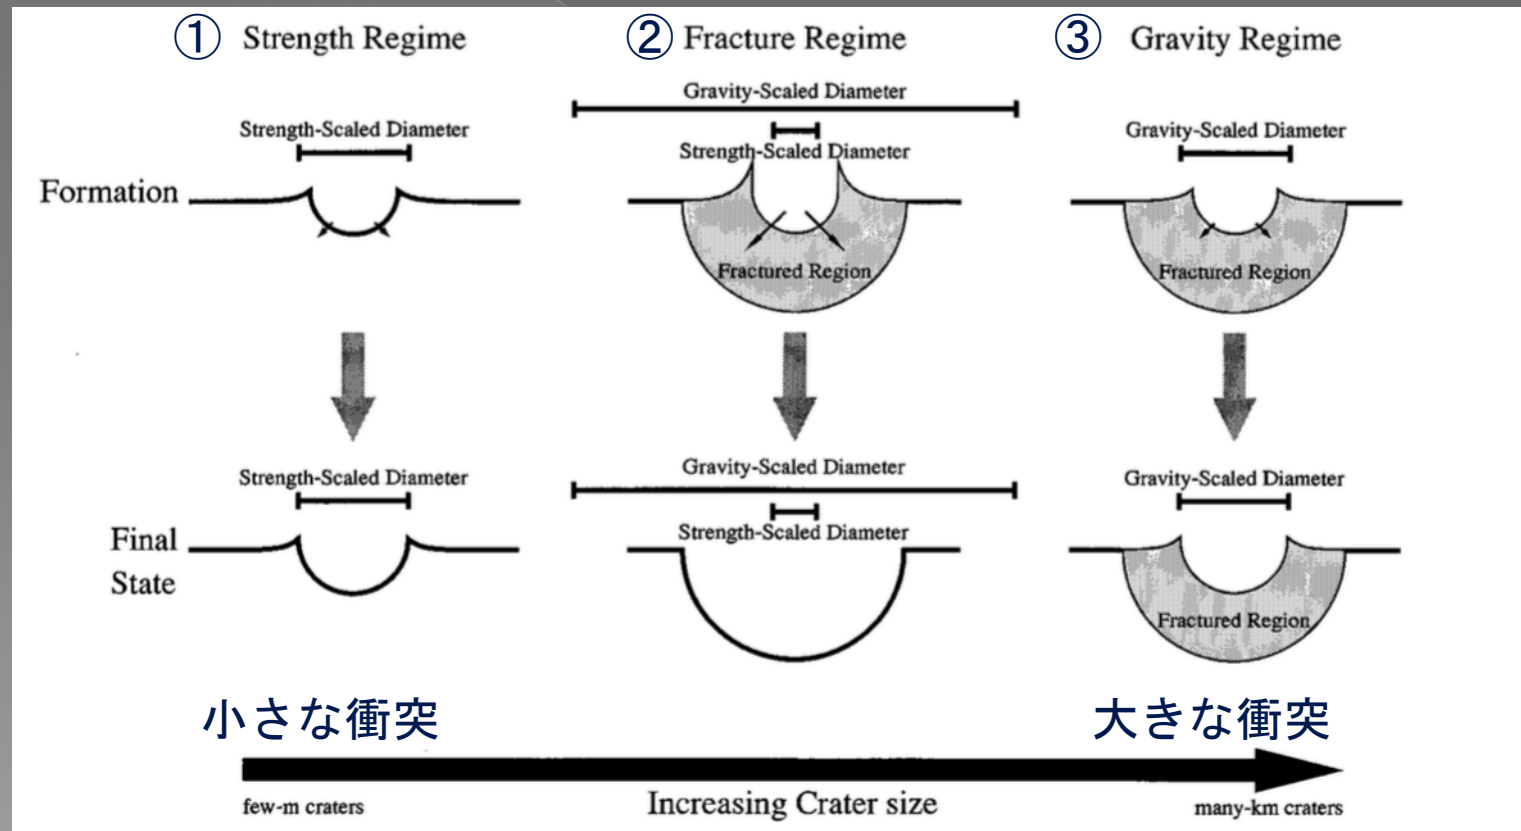 ① Strength Regime
② Fracture Regime
③ Gravity Regime
Gravity-Scaled Diameter
Strength-Scaled Diameter
Strength-Scaled Diameter
Gravity-Scaled Diameter
Formation
Fractured Region
Fractured Region
Strength-Scaled Diameter
Gravity-Scaled Diameter
Strength-Scaled Diameter
Gravity-Scaled Diameter
Final
State
Fractured Region
小さな衝突
大きな衝突
few-m craters
Increasing Crater size
many-km craters